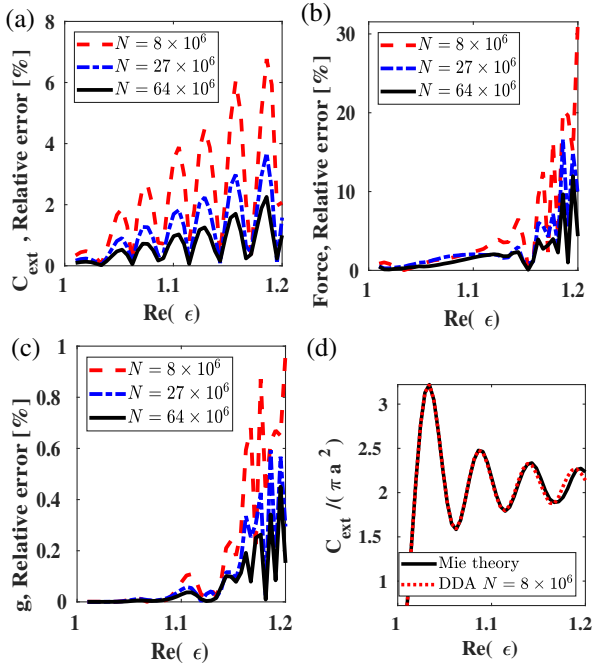 (a)
C_ext , Relative error [%]
8
6
4
2
0
N = 8 × 10^6
N = 27 × 10^6
N = 64 × 10^6
1
1.1
1.2
Re( ϵ)
(b)
Force, Relative error [%]
30
20
10
0
N = 8 × 10^6
N = 27 × 10^6
N = 64 × 10^6
1
1.1
1.2
Re( ϵ)
(c)
g, Relative error [%]
1
0.8
0.6
0.4
0.2
0
N = 8 × 10^6
N = 27 × 10^6
N = 64 × 10^6
1
1.1
1.2
Re( ϵ)
(d)
C_ext /( π a^2)
3
2.5
2
1.5
1
Mie theory
DDA N = 8 × 10^6
1
1.1
1.2
Re( ϵ)